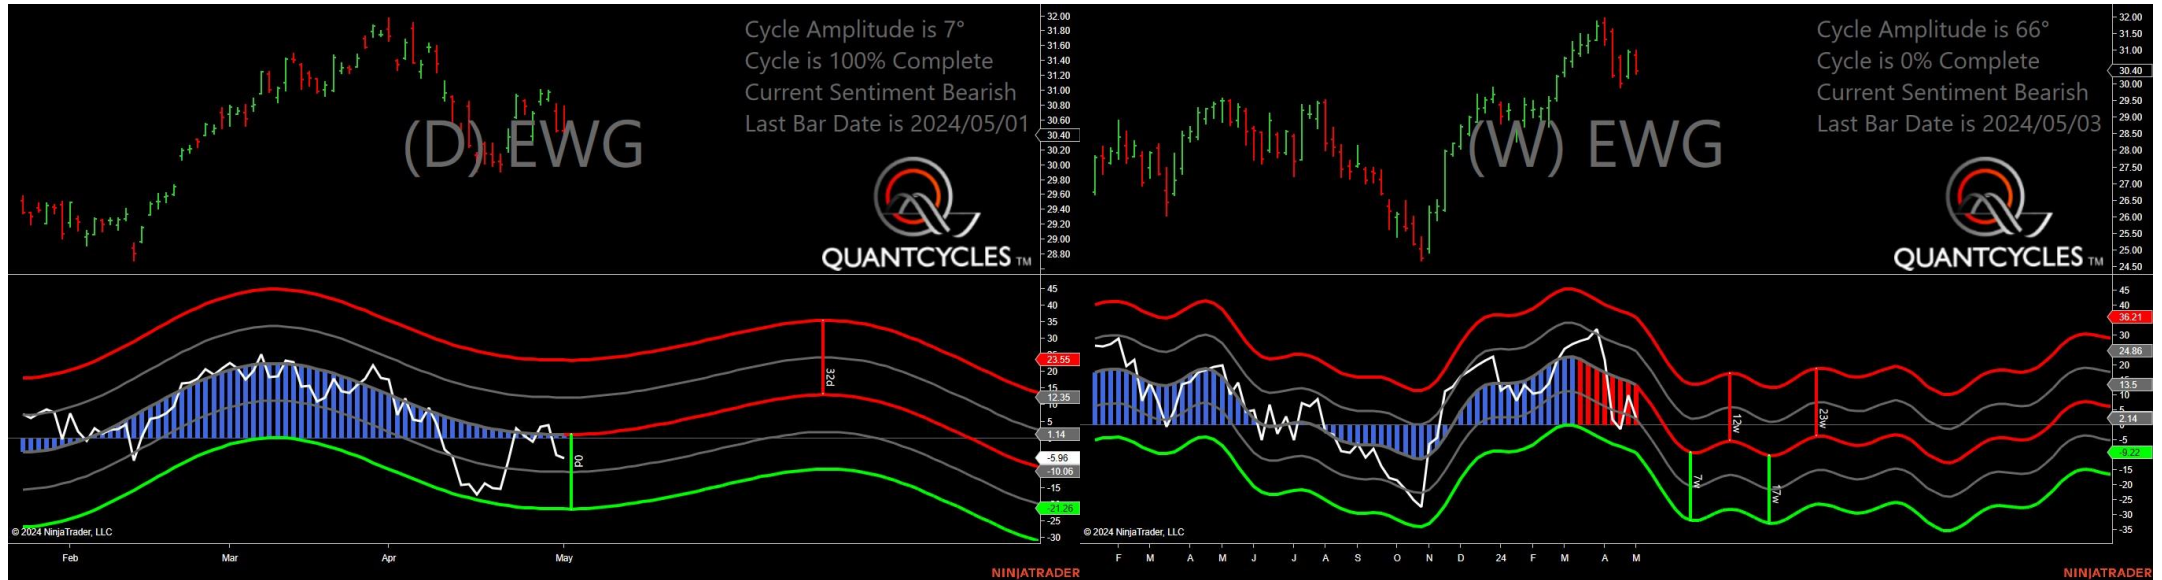 Cycle Amplitude is 7°
Cycle is 100% Complete
Current Sentiment Bearish
Last Bar Date is 2024/05/01
(D) EWG
QUANTCYCLES TM
32.00
31.80
31.60
31.40
31.20
31.00
30.80
30.60
30.40
30.20
30.00
29.80
29.60
29.40
29.20
29.00
28.80
45
40
35
30
23.55
20
15
12.35
10
5
1.14
-5.96
-10.06
-15
-21.26
-25
-30
32d
0d
© 2024 NinjaTrader, LLC
Feb Mar Apr May
NINJATRADER
Cycle Amplitude is 66°
Cycle is 0% Complete
Current Sentiment Bearish
Last Bar Date is 2024/05/03
(W) EWG
QUANTCYCLES TM
32.00
31.50
31.00
30.40
30.00
29.50
29.00
28.50
28.00
27.50
27.00
26.50
26.00
25.50
25.00
24.50
45
40
36.21
30
24.86
20
13.5
10
5
2.14
-5
-9.22
-15
-20
-25
-30
-35
7w
12w
17w
23w
© 2024 NinjaTrader, LLC
F M A M J J A S O N D 24 F M A M
NINJATRADER